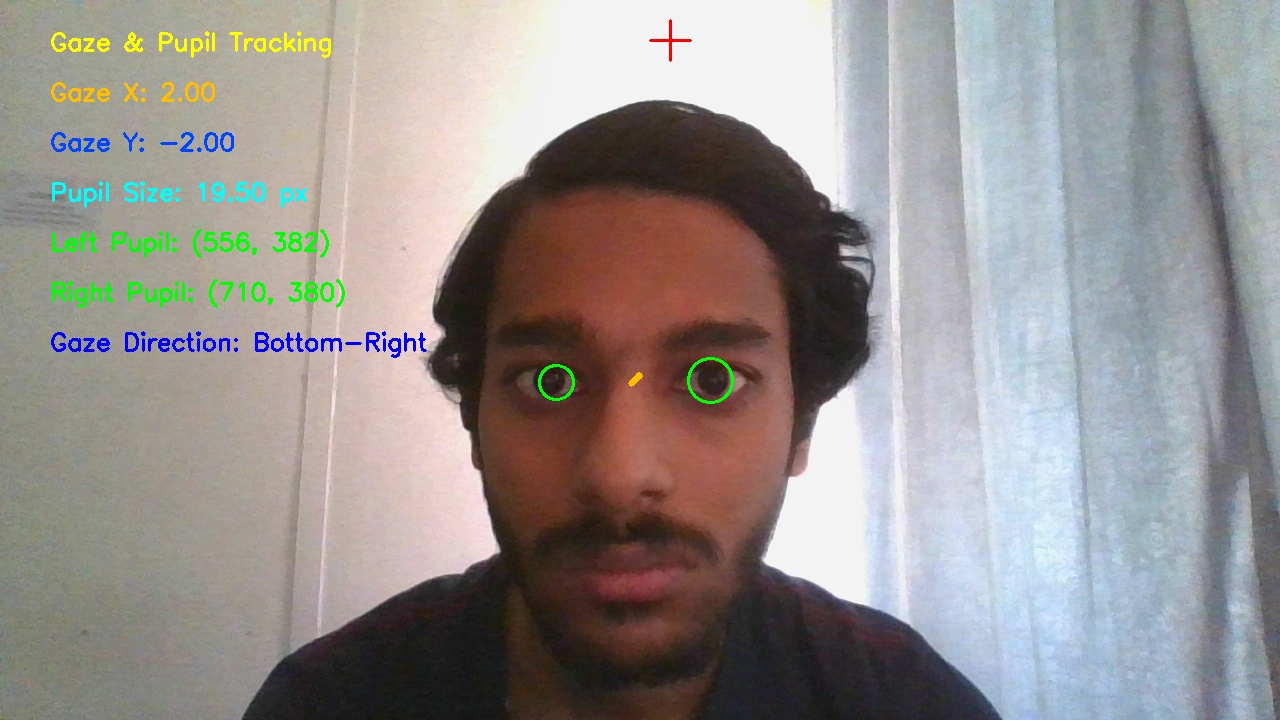 Gaze & Pupil Tracking
Gaze X: 2.00
Gaze Y: -2.00
Pupil Size: 19.50 px
Left Pupil: (556, 382)
Right Pupil: (710, 380)
Gaze Direction: Bottom-Right